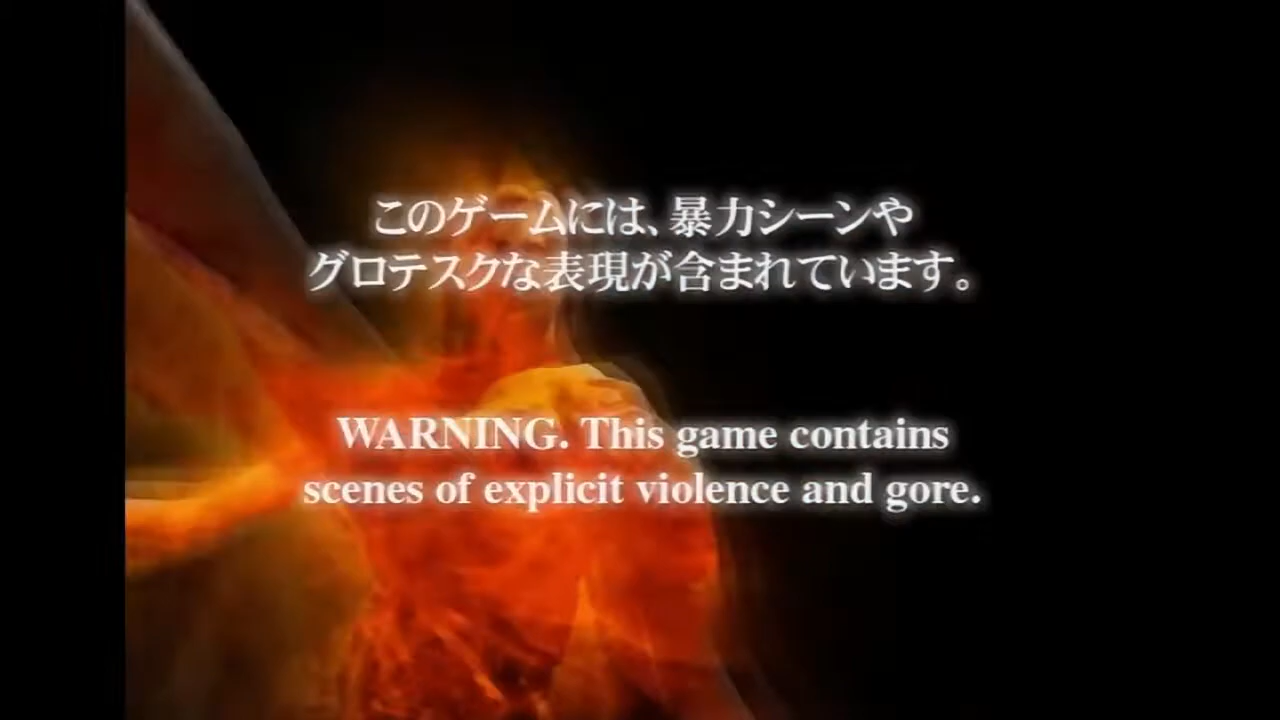 このゲームには、暴力シーンや
グロテスクな表現が含まれています。
WARNING. This game contains
scenes of explicit violence and gore.